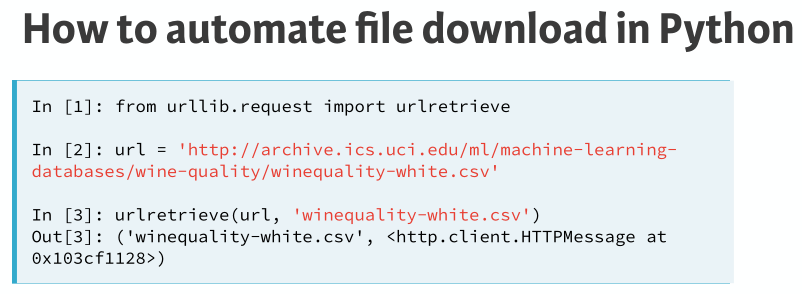 How to automate file download in Python
In [1]: from urllib.request import urlretrieve
In [2]: url = 'http://archive.ics.uci.edu/ml/machine-learning-
databases/wine-quality/winequality-white.csv'
In [3]: urlretrieve(url, 'winequality-white.csv')
Out[3]: ('winequality-white.csv', <http.client.HTTPMessage at
0x103cf1128>)